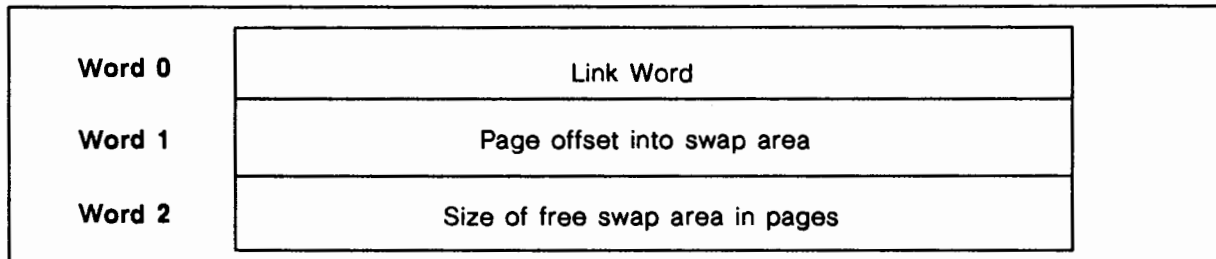 Word 0 Link Word
Word 1 Page offset into swap area
Word 2 Size of free swap area in pages